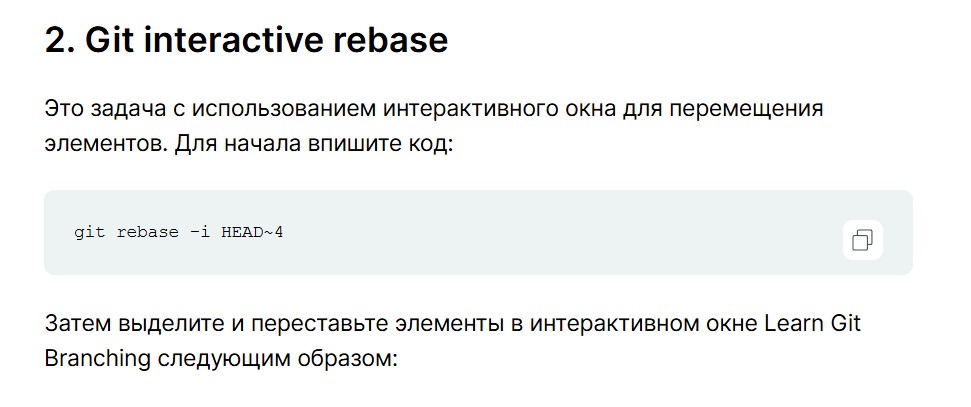 2. Git interactive rebase
Это задача с использованием интерактивного окна для перемещения
элементов. Для начала впишите код:
git rebase -i HEAD~4
Затем выделите и переставьте элементы в интерактивном окне Learn Git
Branching следующим образом: